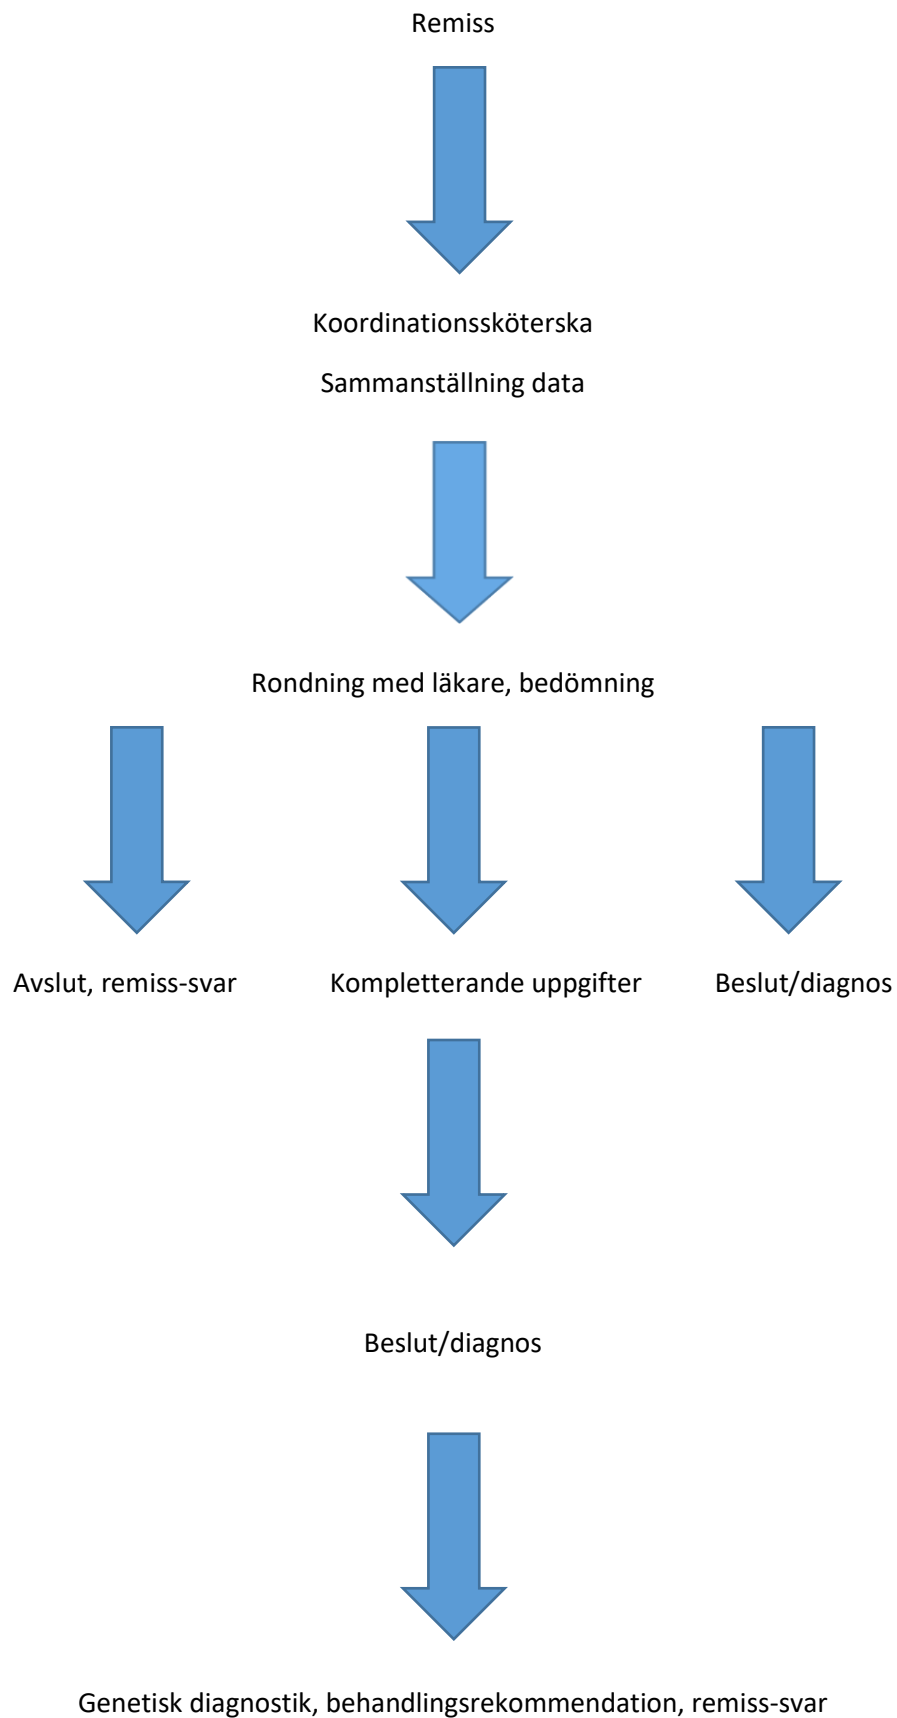 Remiss
Koordinationssköterska
Sammanställning data
Rondning med läkare, bedömning
Avslut, remiss-svar
Kompletterande uppgifter
Beslut/diagnos
Beslut/diagnos
Genetisk diagnostik, behandlingsrekommendation, remiss-svar